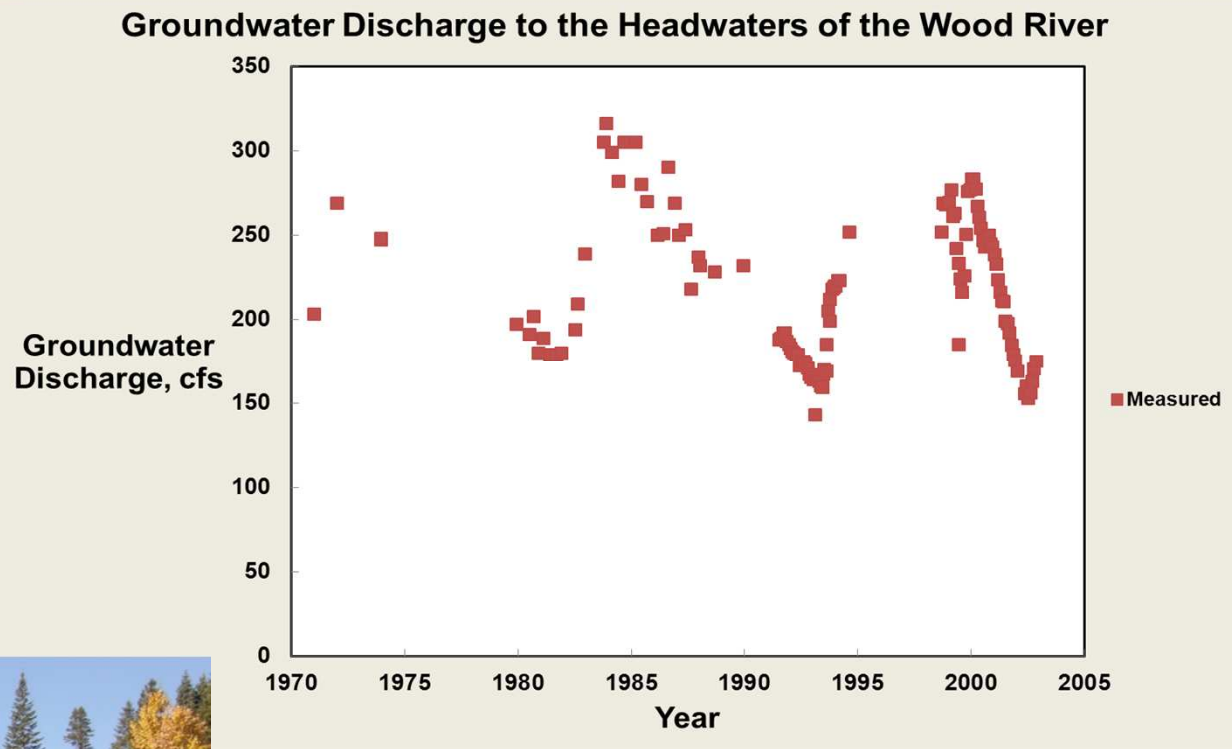 Groundwater Discharge to the Headwaters of the Wood River
350
300
250
200
150
100
50
0
Groundwater
Discharge, cfs
Measured
1970 1975 1980 1985 1990 1995 2000 2005
Year